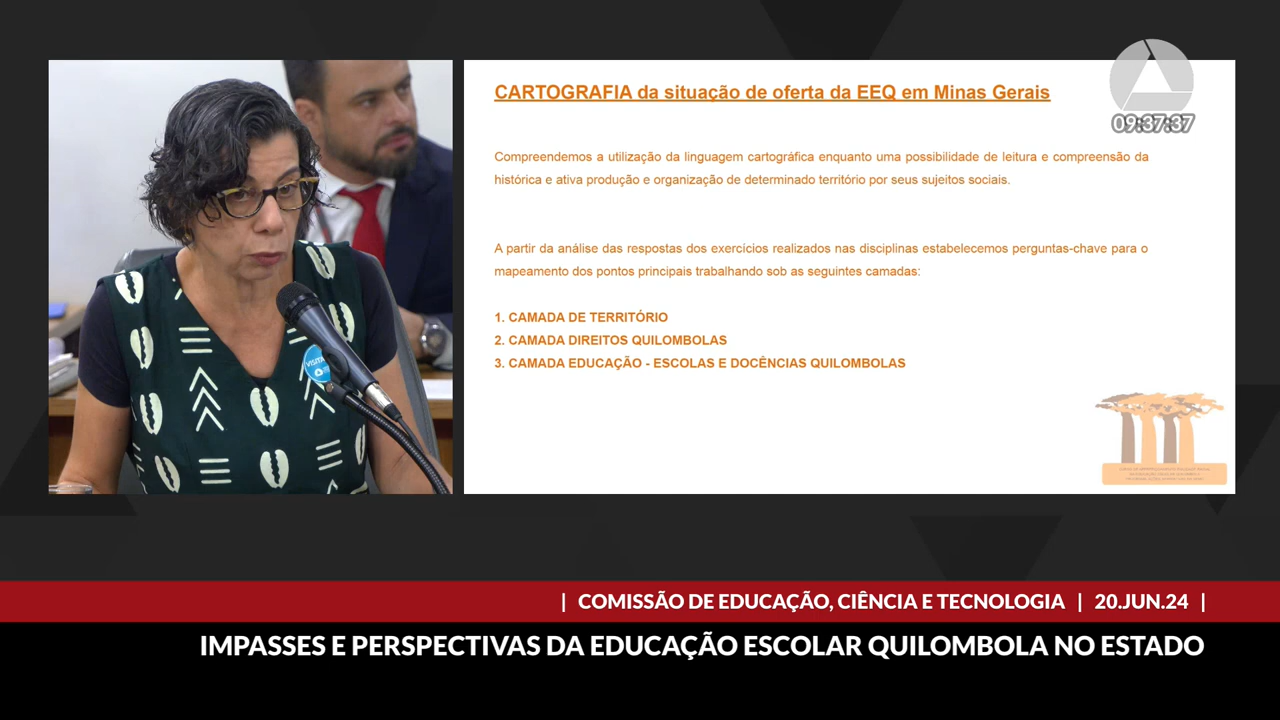 09:37:37
CARTOGRAFIA da situação de oferta da EEQ em Minas Gerais
Compreendemos a utilização da linguagem cartográfica enquanto uma possibilidade de leitura e compreensão da
histórica e ativa produção e organização de determinado território por seus sujeitos sociais.
A partir da análise das respostas dos exercícios realizados nas disciplinas estabelecemos perguntas-chave para o
mapeamento dos pontos principais trabalhando sob as seguintes camadas:
1. CAMADA DE TERRITÓRIO
2. CAMADA DIREITOS QUILOMBOLAS
3. CAMADA EDUCAÇÃO - ESCOLAS E DOCÊNCIAS QUILOMBOLAS
| COMISSÃO DE EDUCAÇÃO, CIÊNCIA E TECNOLOGIA | 20.JUN.24 |
IMPASSES E PERSPECTIVAS DA EDUCAÇÃO ESCOLAR QUILOMBOLA NO ESTADO